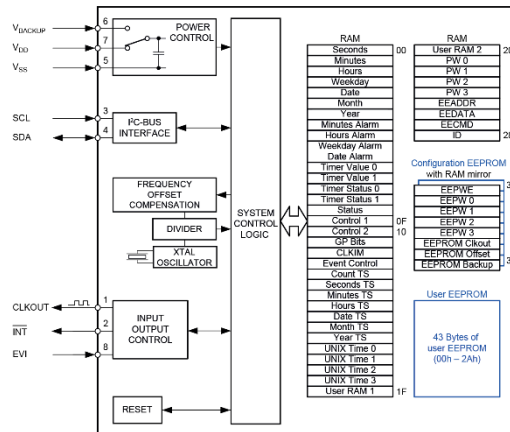 VBACKUP
VDD
VSS
SCL
SDA
CLKOUT
INT
EVI
6
7
5
3
4
1
2
8
POWER
CONTROL
I²C-BUS
INTERFACE
FREQUENCY
OFFSET
COMPENSATION
DIVIDER
XTAL
OSCILLATOR
INPUT
OUTPUT
CONTROL
RESET
SYSTEM
CONTROL
LOGIC
RAM
Seconds 00
Minutes
Hours
Weekday
Date
Month
Year
Minutes Alarm
Hours Alarm
Weekday Alarm
Date Alarm
Timer Value 0
Timer Value 1
Timer Status 0
Timer Status 1
Status
Control 1 0F
Control 2 10
GP Bits
CLKIM
Event Control
Count TS
Seconds TS
Minutes TS
Hours TS
Date TS
Month TS
Year TS
UNIX Time 0
UNIX Time 1
UNIX Time 2
UNIX Time 3
User RAM 1 1F
RAM
User RAM 2
PW 0
PW 1
PW 2
PW 3
EEADDR
EEDATA
EECMD
ID
Configuration EEPROM
with RAM mirror
EEPWE
EEPW 0
EEPW 1
EEPW 2
EEPW 3
EEPROM Clkout
EEPROM Offset
EEPROM Backup
User EEPROM
43 Bytes of
user EEPROM
(00h – 2Ah)